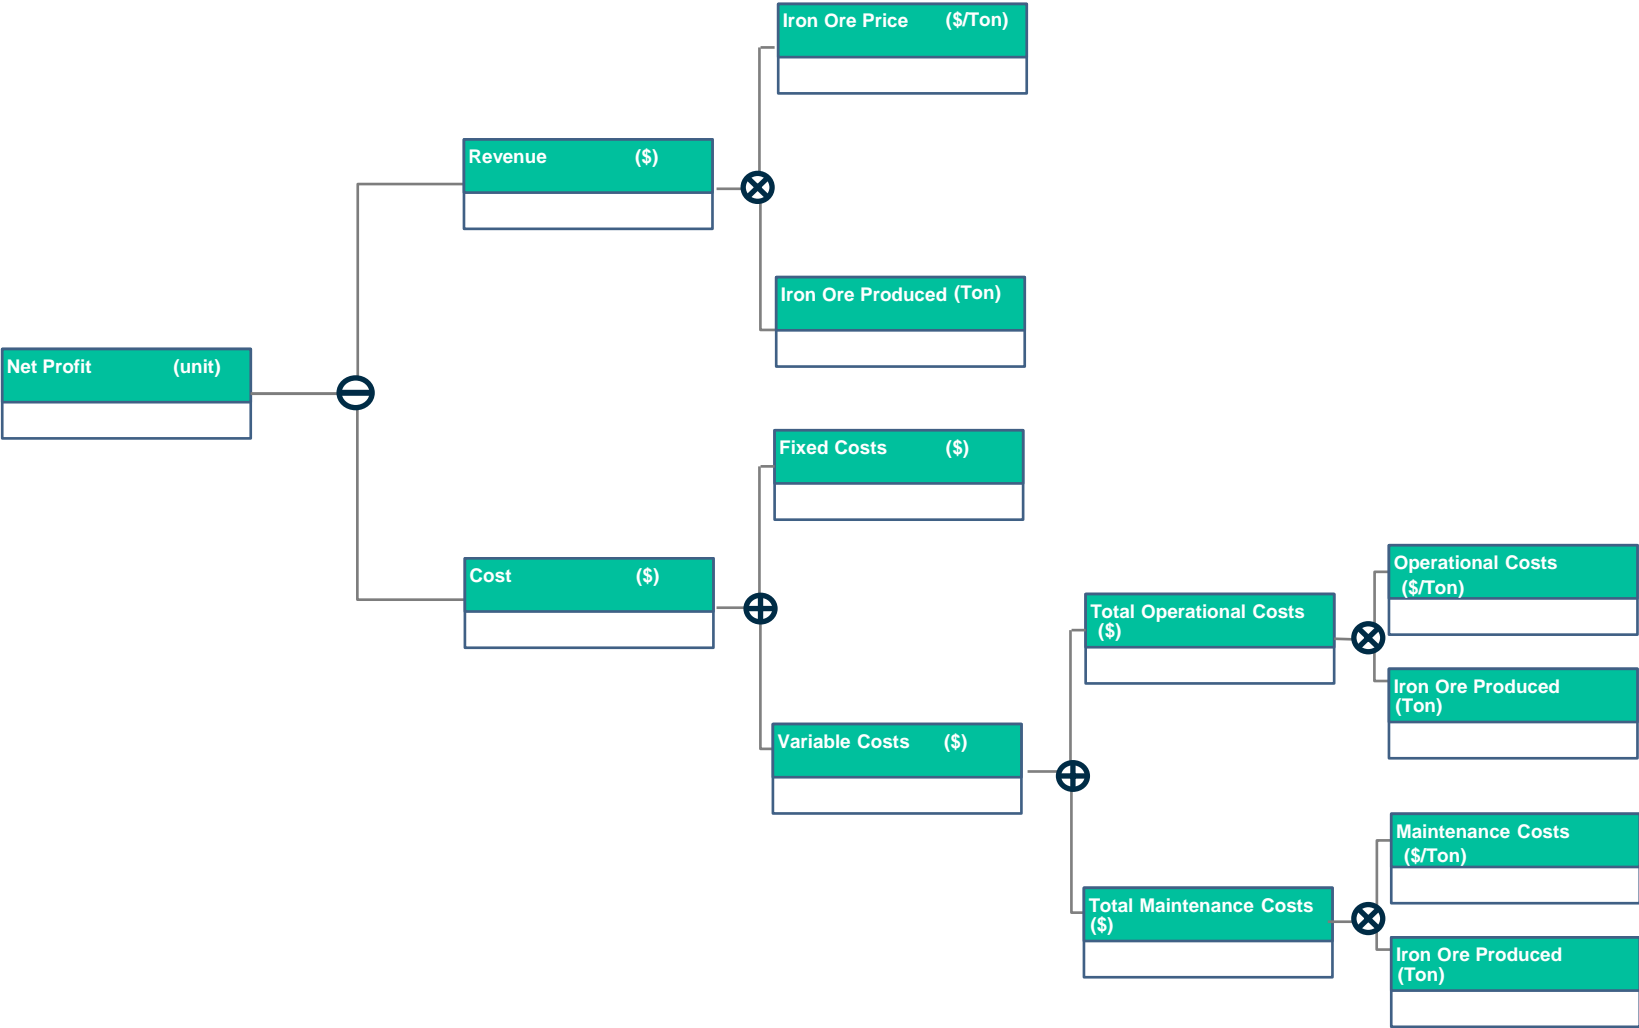 Iron Ore Price ($/Ton)
Revenue ($)
Iron Ore Produced (Ton)
Net Profit (unit)
Fixed Costs ($)
Cost ($)
Operational Costs
($/Ton)
Total Operational Costs
($)
Iron Ore Produced
(Ton)
Variable Costs ($)
Maintenance Costs
($/Ton)
Total Maintenance Costs
($)
Iron Ore Produced
(Ton)